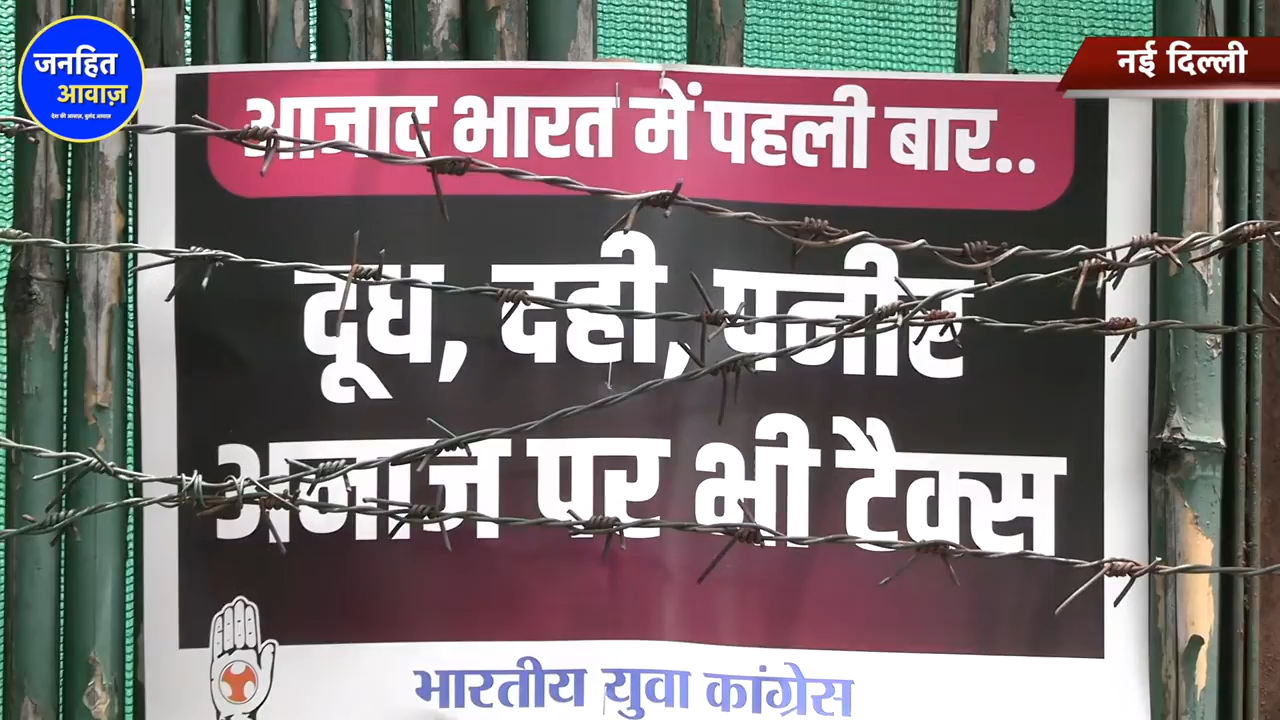 जनहित
आवाज़
देश की आवाज़, बुलंद आवाज़
नई दिल्ली
आजाद भारत में पहली बार..
दूध, दही, पनीर
अनाज पर भी टैक्स
भारतीय युवा कांग्रेस